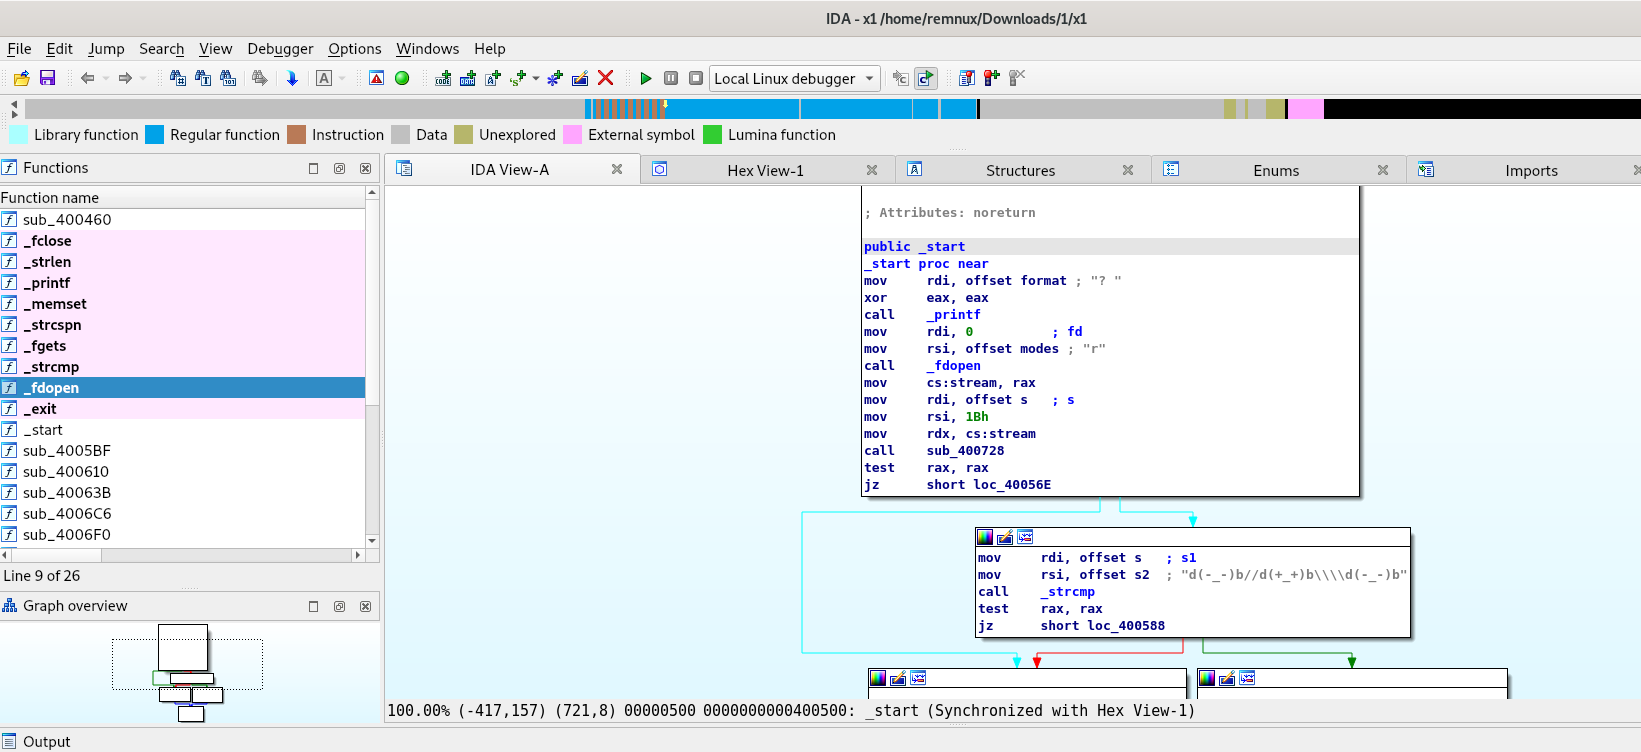 IDA - x1 /home/remnux/Downloads/1/x1
File Edit Jump Search View Debugger Options Windows Help
Local Linux debugger
Library function Regular function Instruction Data Unexplored External symbol Lumina function
Functions
Function name
sub_400460
_fclose
_strlen
_printf
_memset
_strcspn
_fgets
_strcmp
_fdopen
_exit
_start
sub_4005BF
sub_400610
sub_40063B
sub_4006C6
sub_4006F0
Line 9 of 26
Graph overview
IDA View-A Hex View-1 Structures Enums Imports
; Attributes: noreturn
public _start
_start proc near
mov rdi, offset format ; "? "
xor eax, eax
call _printf
mov rdi, 0 ; fd
mov rsi, offset modes ; "r"
call _fdopen
mov cs:stream, rax
mov rdi, offset s ; s
mov rsi, 1Bh
mov rdx, cs:stream
call sub_400728
test rax, rax
jz short loc_40056E
mov rdi, offset s ; s1
mov rsi, offset s2 ; "d(-_-)b//d(+_+)b\\\\d(-_-)b"
call _strcmp
test rax, rax
jz short loc_400588
100.00% (-417,157) (721,8) 00000500 0000000000400500: _start (Synchronized with Hex View-1)
Output